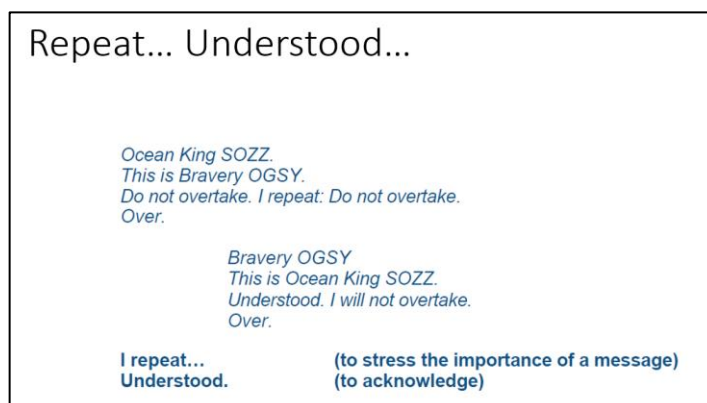 Repeat... Understood...
Ocean King SOZZ.
This is Bravery OGSY.
Do not overtake. I repeat: Do not overtake.
Over.
Bravery OGSY
This is Ocean King SOZZ.
Understood. I will not overtake.
Over.
I repeat... (to stress the importance of a message)
Understood. (to acknowledge)